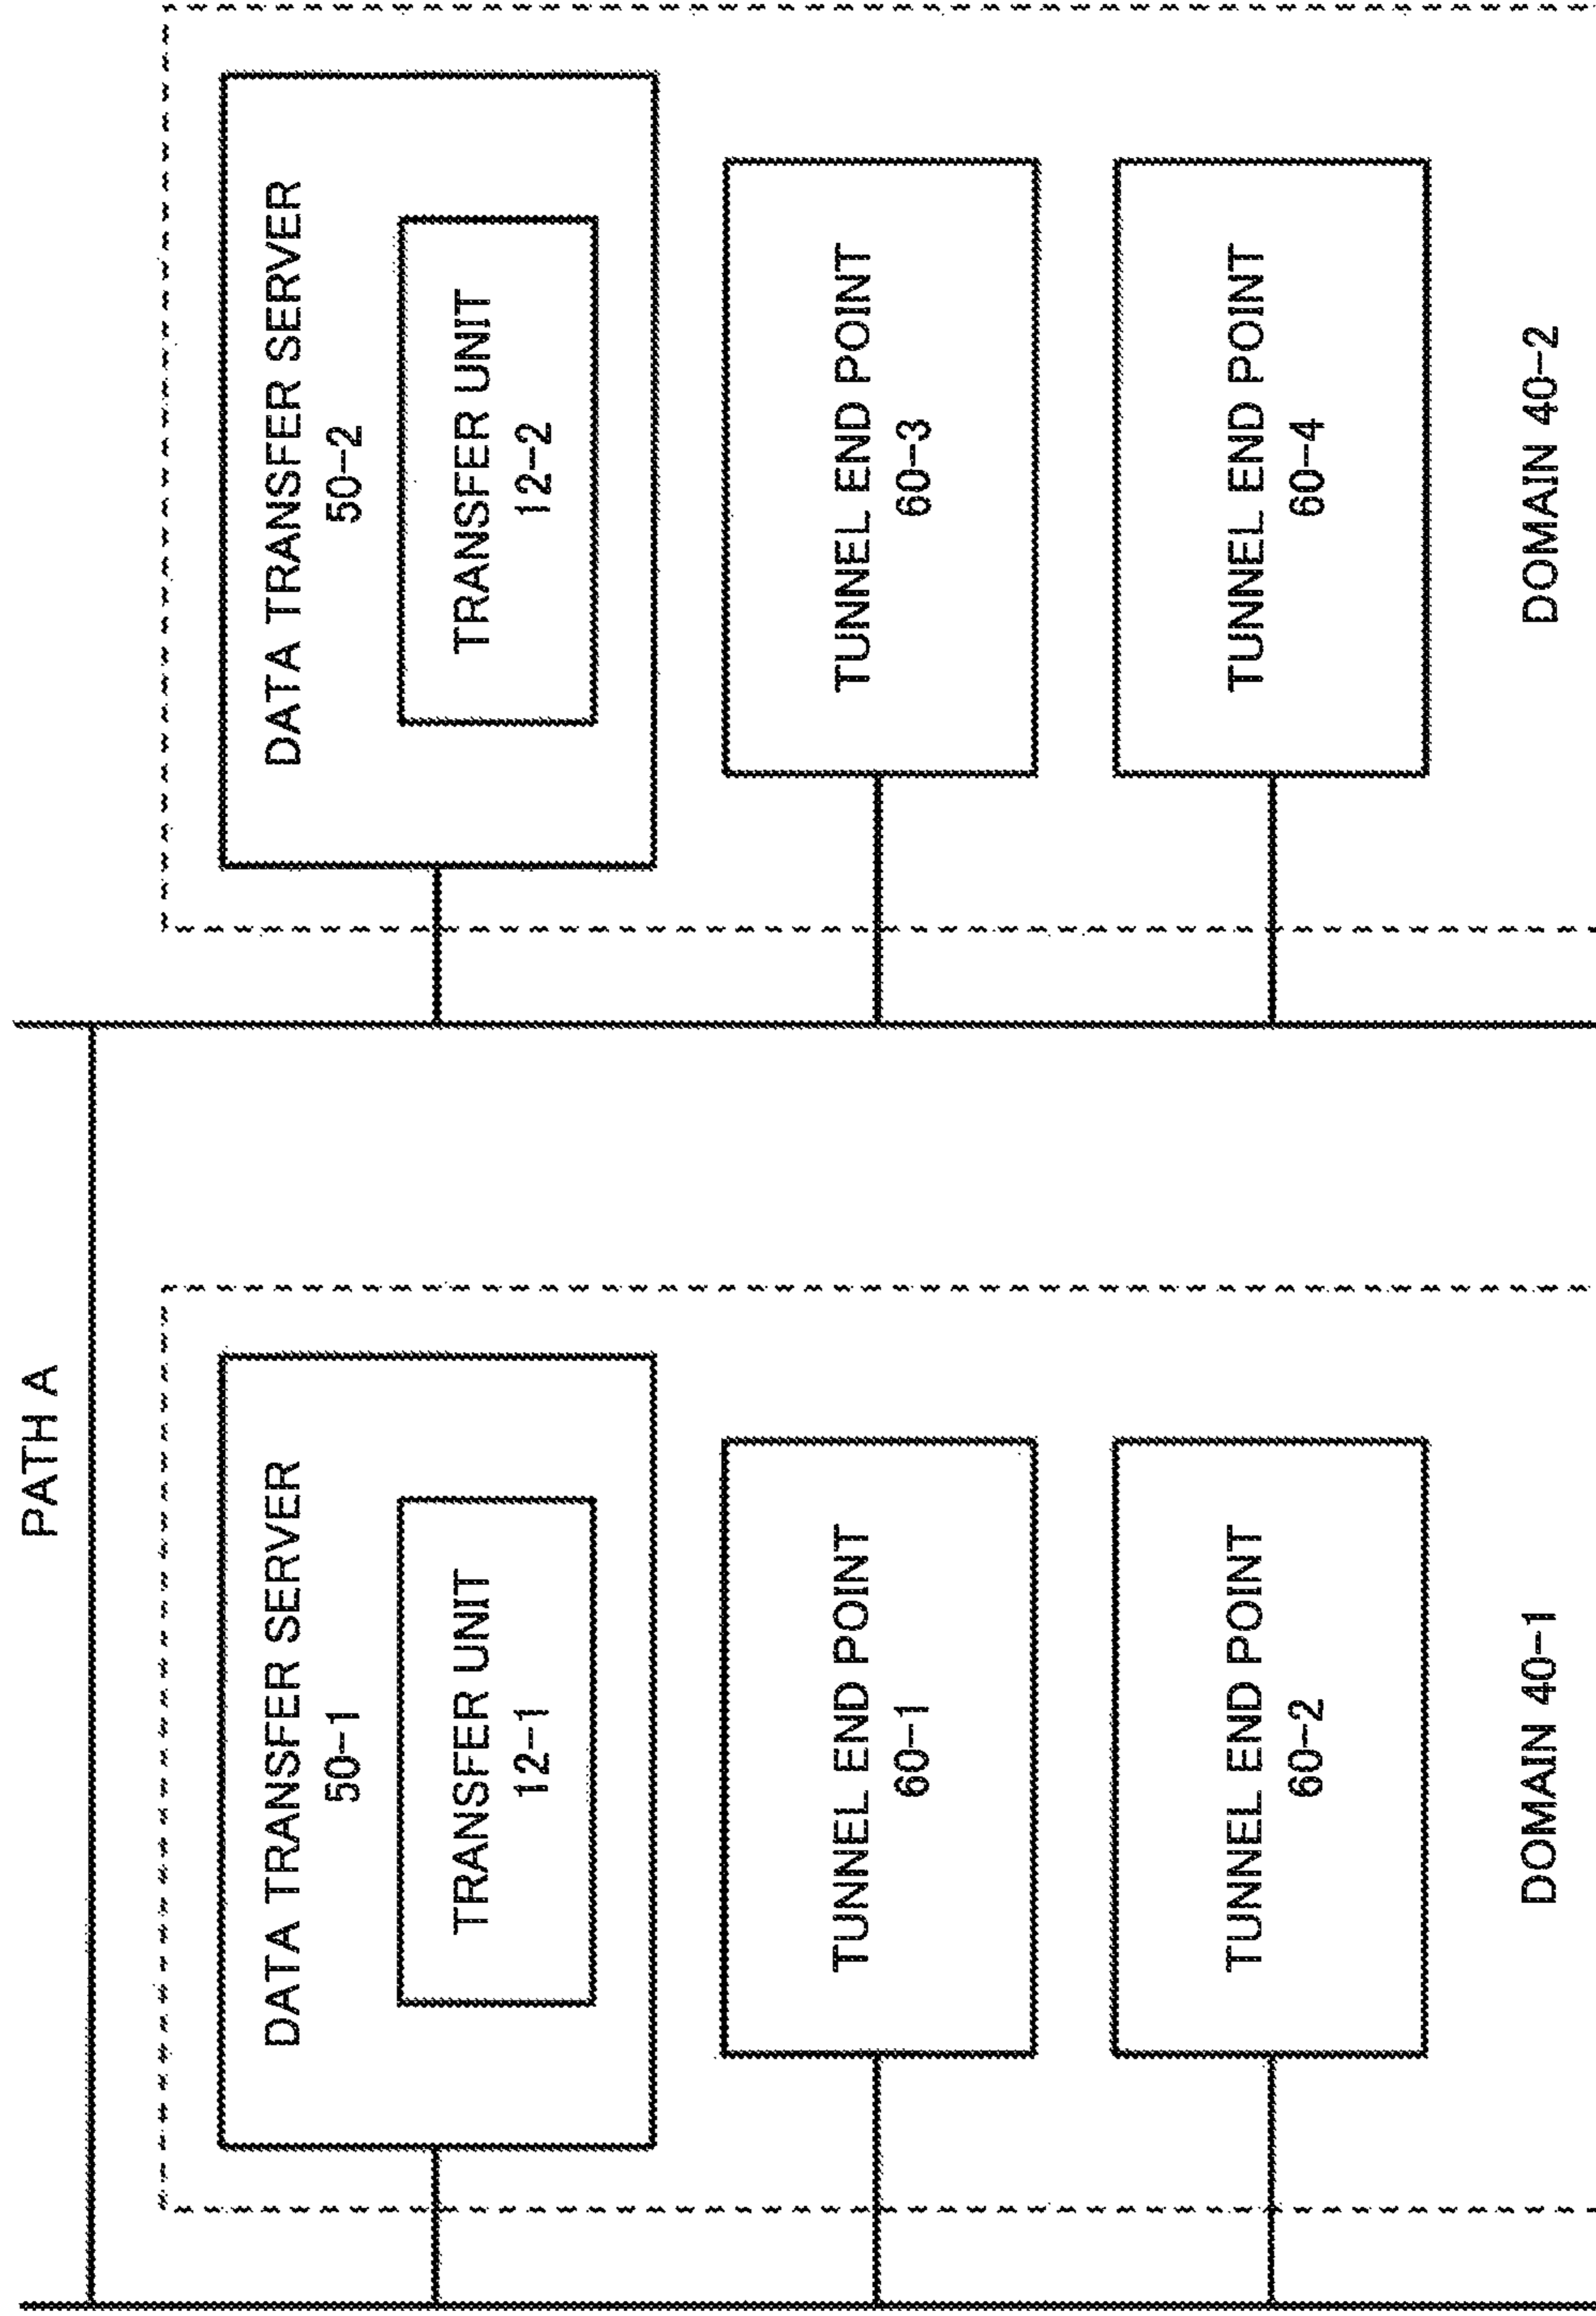 PATH A
DATA TRANSFER SERVER
50-1
TRANSFER UNIT
12-1
TUNNEL END POINT
60-1
TUNNEL END POINT
60-2
DOMAIN 40-1
DATA TRANSFER SERVER
50-2
TRANSFER UNIT
12-2
TUNNEL END POINT
60-3
TUNNEL END POINT
60-4
DOMAIN 40-2